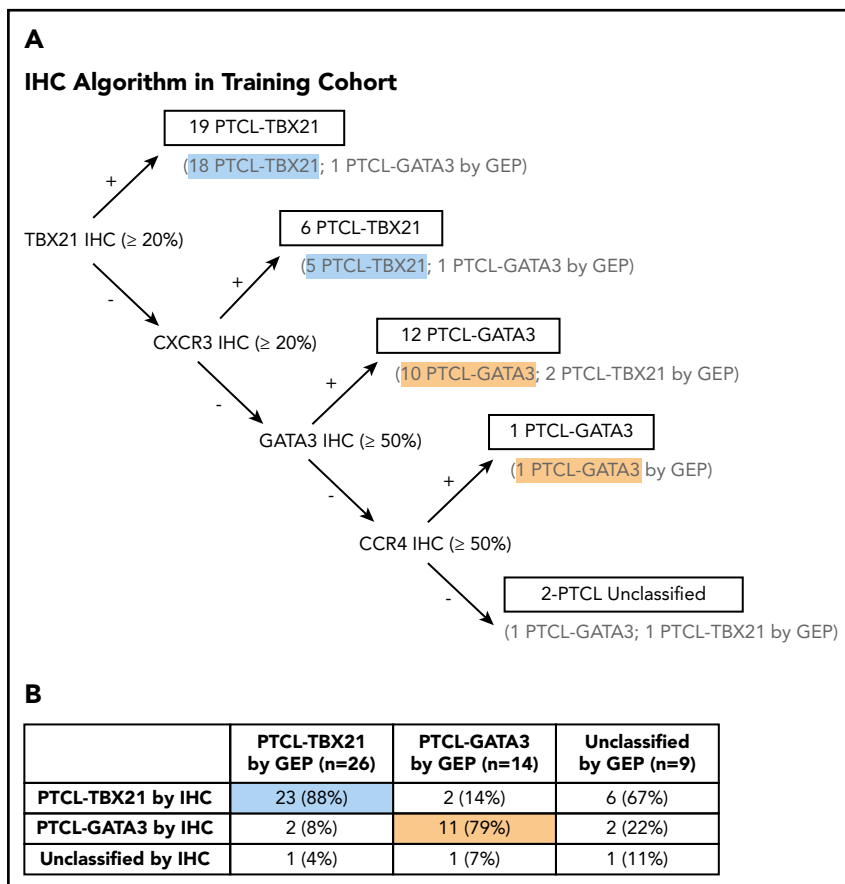 A
IHC Algorithm in Training Cohort
19 PTCL-TBX21
(18 PTCL-TBX21; 1 PTCL-GATA3 by GEP)
+
TBX21 IHC (≥ 20%)
6 PTCL-TBX21
(5 PTCL-TBX21; 1 PTCL-GATA3 by GEP)
+
-
CXCR3 IHC (≥ 20%)
12 PTCL-GATA3
(10 PTCL-GATA3; 2 PTCL-TBX21 by GEP)
+
-
GATA3 IHC (≥ 50%)
1 PTCL-GATA3
(1 PTCL-GATA3 by GEP)
+
-
CCR4 IHC (≥ 50%)
2-PTCL Unclassified
-
(1 PTCL-GATA3; 1 PTCL-TBX21 by GEP)
B
PTCL-TBX21 by GEP (n=26) PTCL-GATA3 by GEP (n=14) Unclassified by GEP (n=9)
PTCL-TBX21 by IHC 23 (88%) 2 (14%) 6 (67%)
PTCL-GATA3 by IHC 2 (8%) 11 (79%) 2 (22%)
Unclassified by IHC 1 (4%) 1 (7%) 1 (11%)